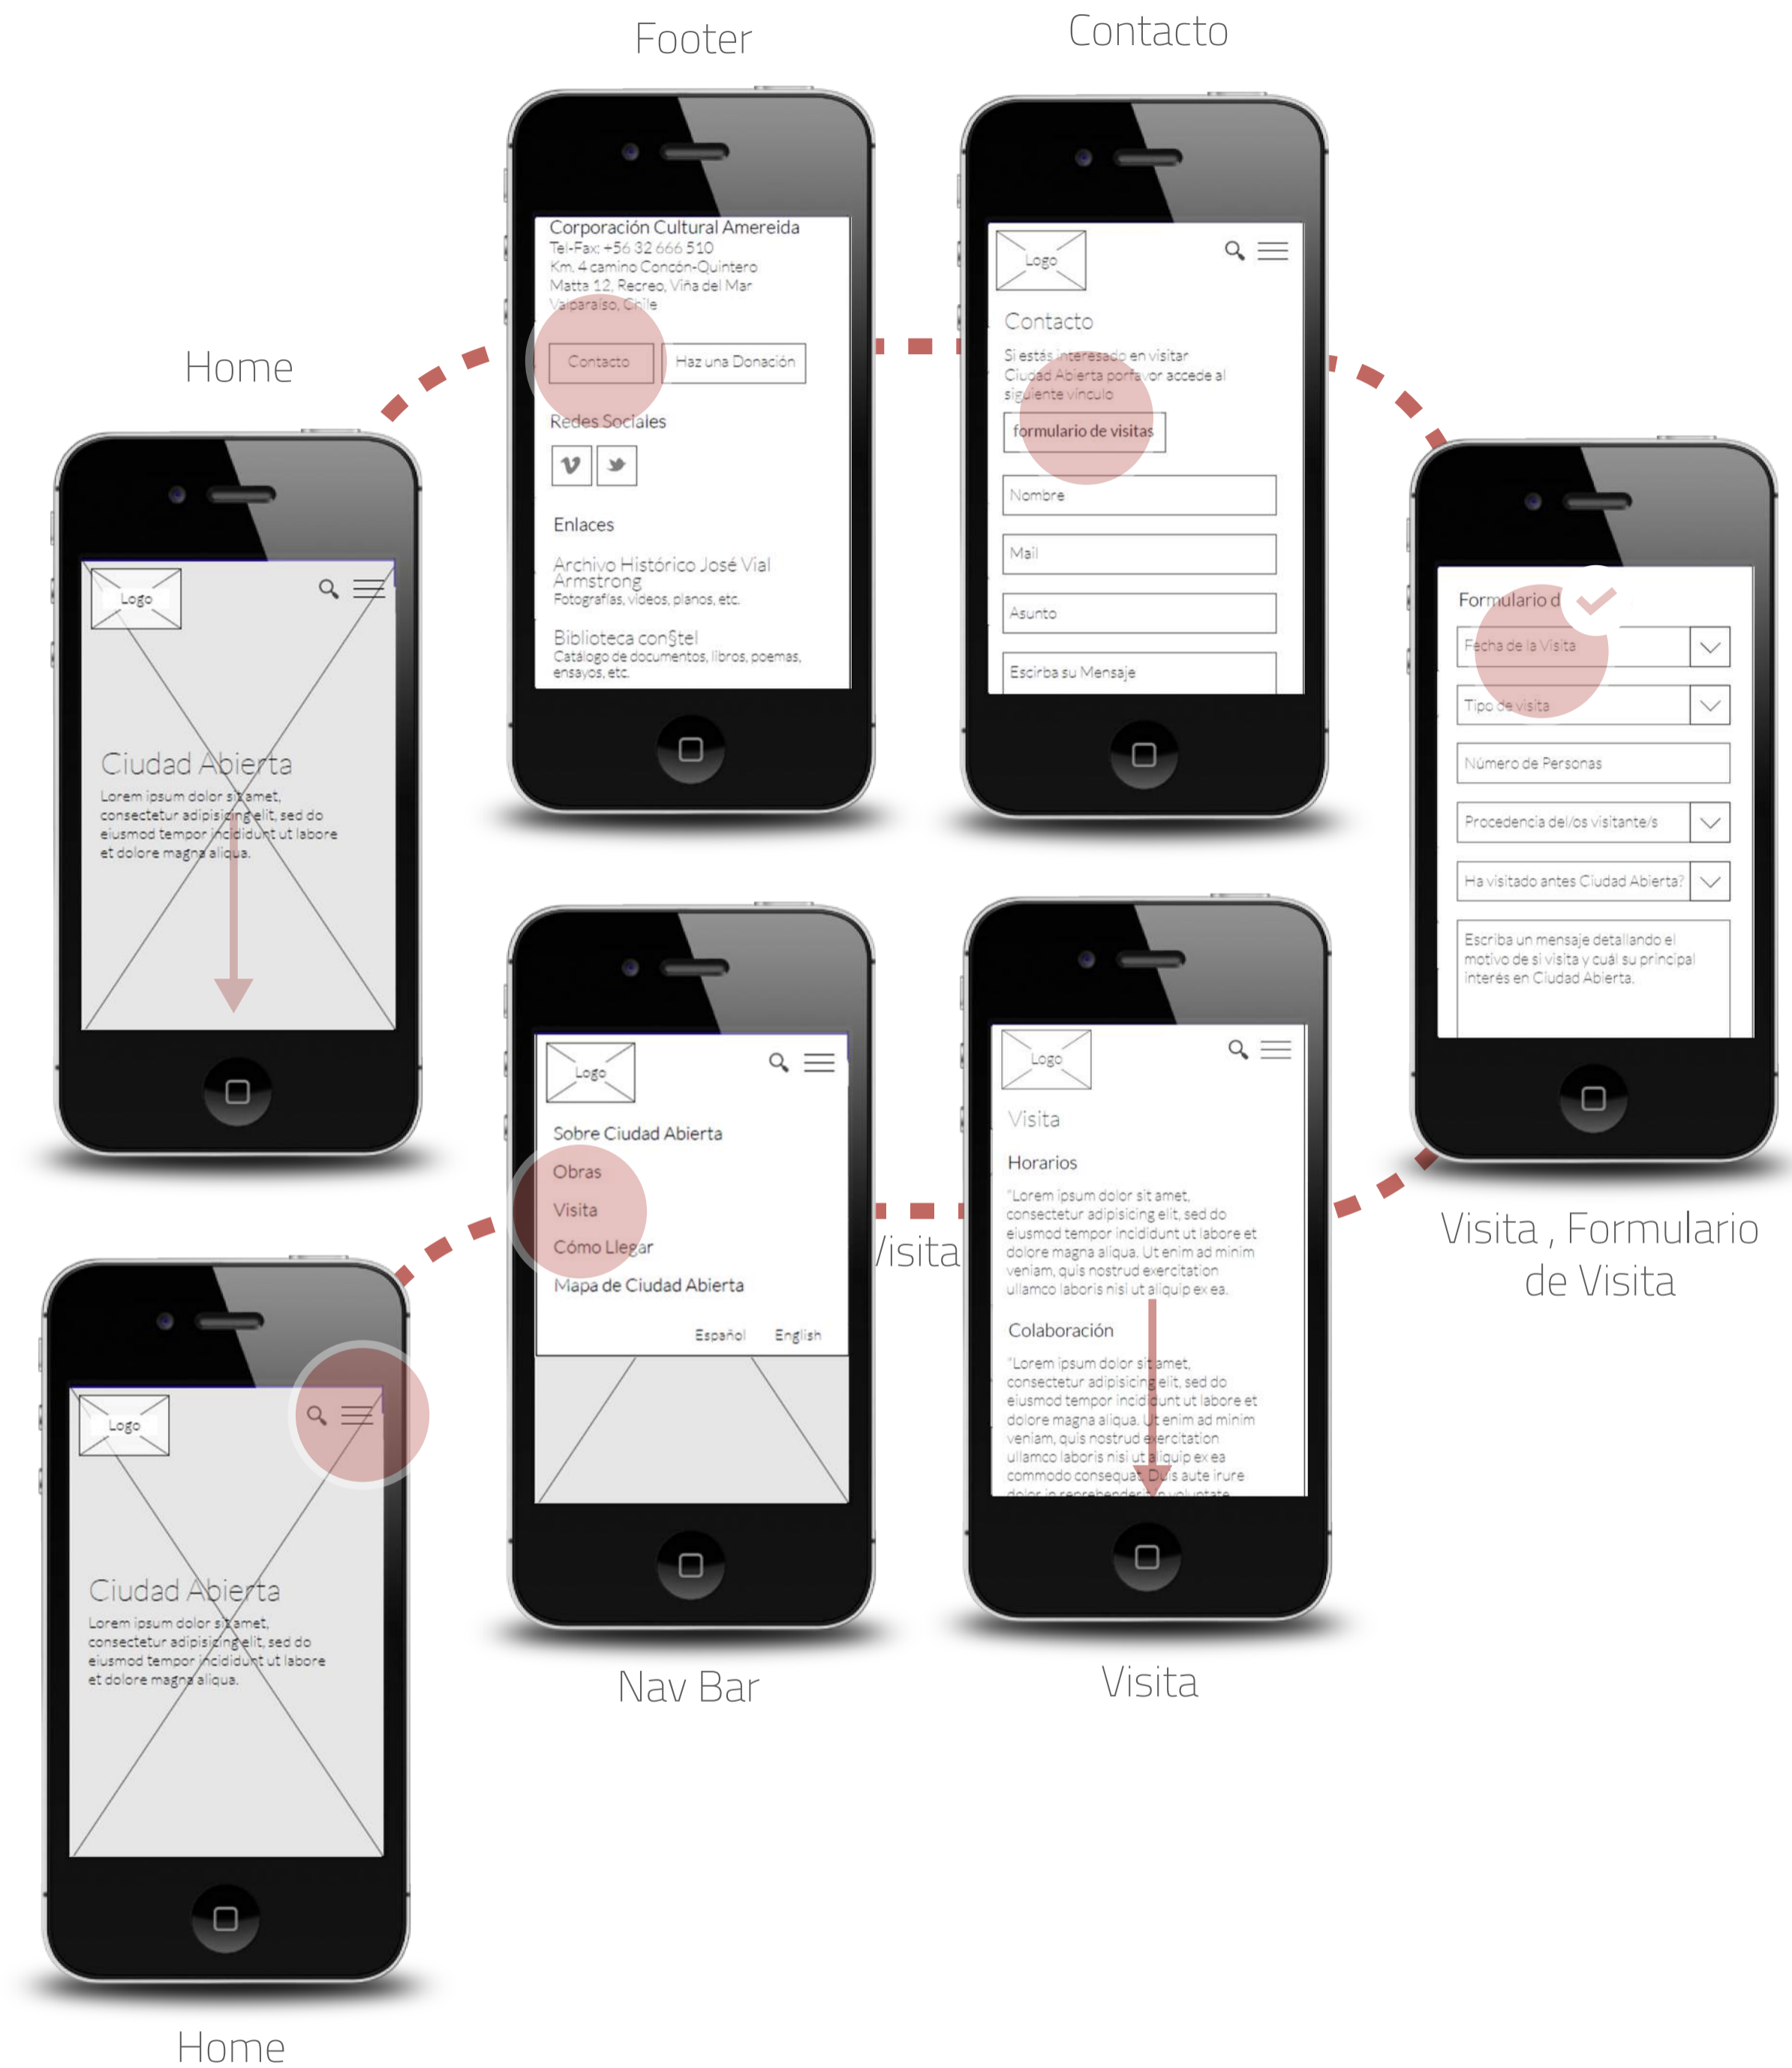 Footer
Contacto
Home
Corporación Cultural Amereida
Tel-Fax: +56 32 666 510
Km. 4 camino Concón-Quintero
Matta 12, Recreo, Viña del Mar
Valparaíso, Chile
Contacto
Haz una Donación
Redes Sociales
Enlaces
Archivo Histórico José Vial
Armstrong
Fotografías, videos, planos, etc.
Biblioteca con§tel
Catálogo de documentos, libros, poemas,
ensayos, etc.
Logo
Contacto
Si estás interesado en visitar
Ciudad Abierta porfavor accede al
siguiente vínculo
formulario de visitas
Nombre
Mail
Asunto
Escirba su Mensaje
Logo
Ciudad Abierta
Lorem ipsum dolor sit amet,
consectetur adipisicing elit, sed do
eiusmod tempor incididunt ut labore
et dolore magna aliqua.
Formulario d
Fecha de la Visita
Tipo de visita
Número de Personas
Procedencia del/os visitante/s
Ha visitado antes Ciudad Abierta?
Escriba un mensaje detallando el
motivo de si visita y cuál su principal
interés en Ciudad Abierta.
Visita , Formulario
de Visita
Logo
Sobre Ciudad Abierta
Obras
Visita
Cómo Llegar
Mapa de Ciudad Abierta
Español English
Nav Bar
Visita
Logo
Visita
Horarios
"Lorem ipsum dolor sit amet,
consectetur adipisicing elit, sed do
eiusmod tempor incididunt ut labore et
dolore magna aliqua. Ut enim ad minim
veniam, quis nostrud exercitation
ullamco laboris nisi ut aliquip ex ea.
Colaboración
"Lorem ipsum dolor sit amet,
consectetur adipisicing elit, sed do
eiusmod tempor incididunt ut labore et
dolore magna aliqua. Ut enim ad minim
veniam, quis nostrud exercitation
ullamco laboris nisi ut aliquip ex ea
commodo consequat. Duis aute irure
dolor in reprehenderit in voluptate
Visita
Logo
Ciudad Abierta
Lorem ipsum dolor sit amet,
consectetur adipisicing elit, sed do
eiusmod tempor incididunt ut labore
et dolore magna aliqua.
Home